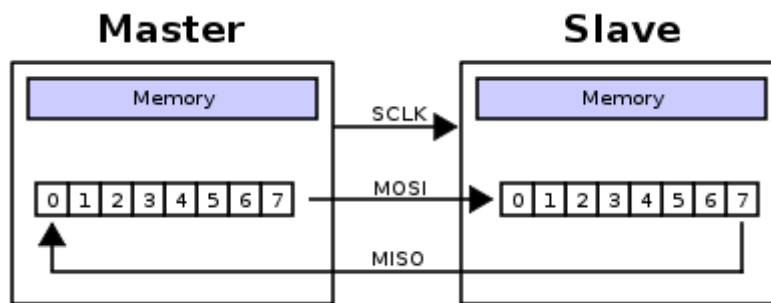 Master Slave
Memory Memory
SCLK
0 1 2 3 4 5 6 7 MOSI 0 1 2 3 4 5 6 7
MISO